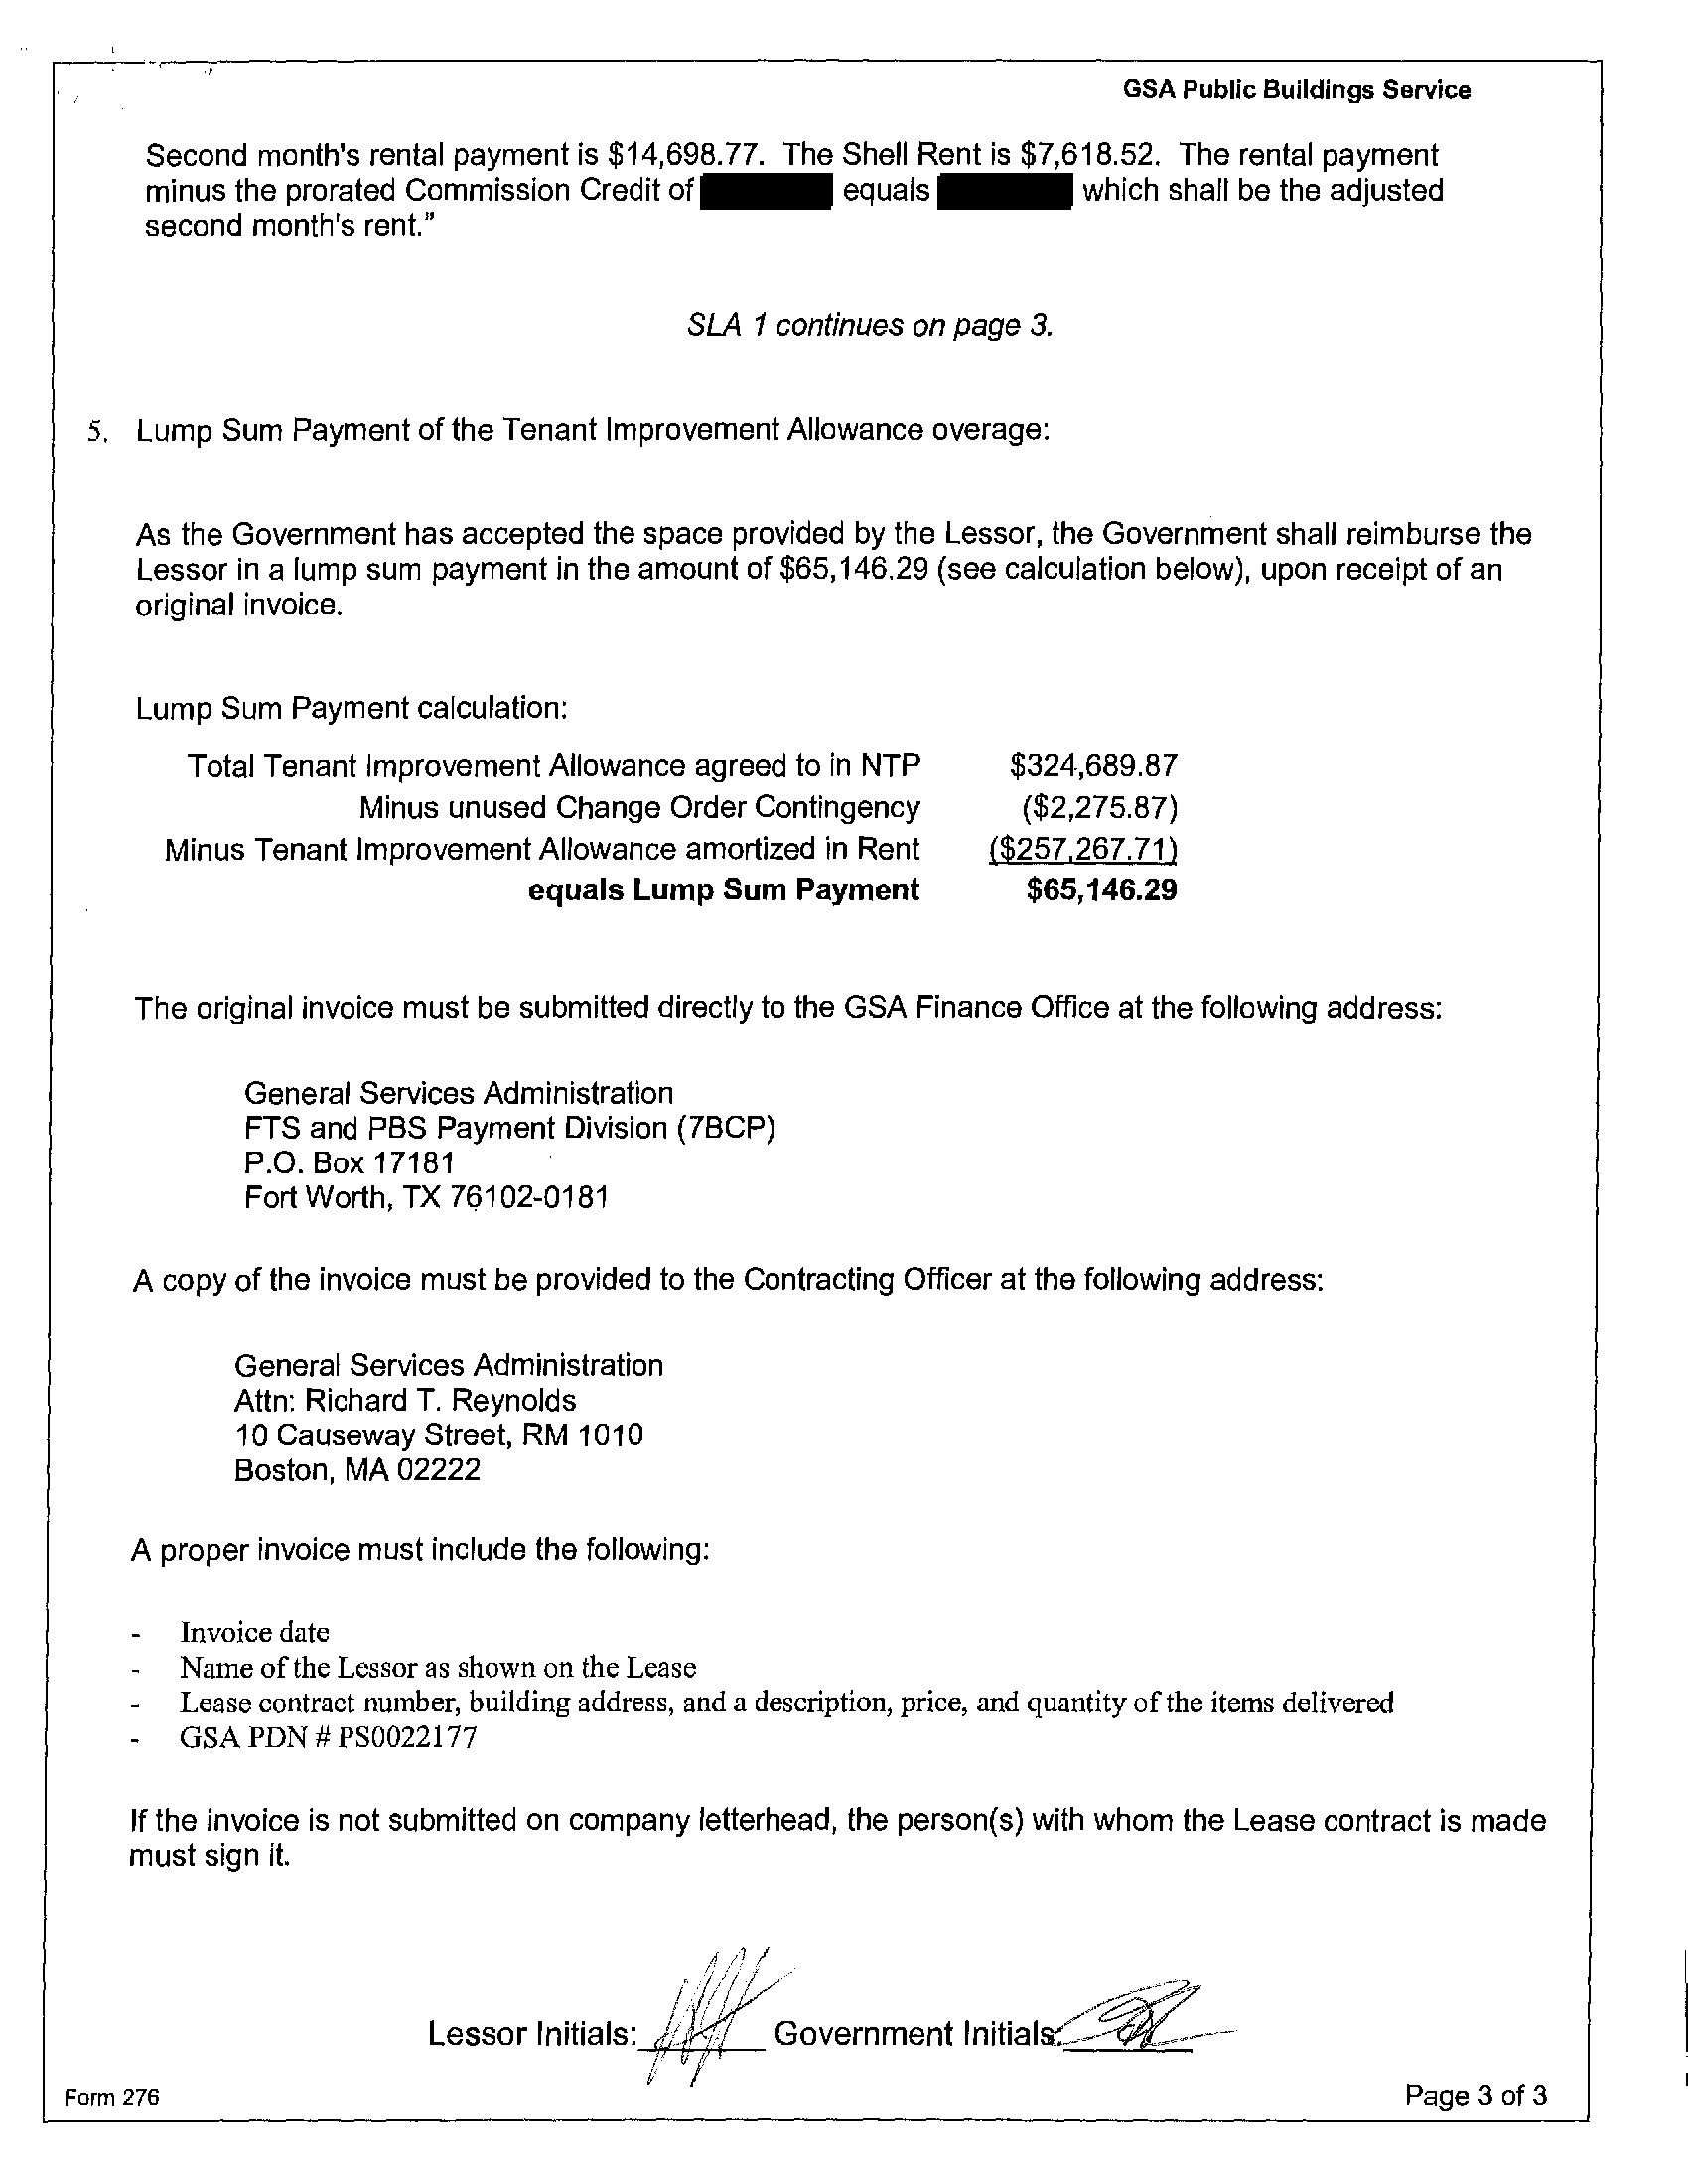 GSA Public Buildings Service
Second month's rental payment is $14,698.77. The Shell Rent is $7,618.52. The rental payment
minus the prorated Commission Credit of equals which shall be the adjusted
second month's rent."
SLA 1 continues on page 3.
5. Lump Sum Payment of the Tenant Improvement Allowance overage:
As the Government has accepted the space provided by the Lessor, the Government shall reimburse the
Lessor in a lump sum payment in the amount of $65,146.29 (see calculation below), upon receipt of an
original invoice.
Lump Sum Payment calculation:
Total Tenant Improvement Allowance agreed to in NTP $324,689.87
Minus unused Change Order Contingency ($2,275.87)
Minus Tenant Improvement Allowance amortized in Rent ($257,267.71)
equals Lump Sum Payment $65,146.29
The original invoice must be submitted directly to the GSA Finance Office at the following address:
General Services Administration
FTS and PBS Payment Division (7BCP)
P.O. Box 17181
Fort Worth, TX 76102-0181
A copy of the invoice must be provided to the Contracting Officer at the following address:
General Services Administration
Attn: Richard T. Reynolds
10 Causeway Street, RM 1010
Boston, MA 02222
A proper invoice must include the following:
- Invoice date
- Name of the Lessor as shown on the Lease
- Lease contract number, building address, and a description, price, and quantity of the items delivered
- GSA PDN # PS0022177
If the invoice is not submitted on company letterhead, the person(s) with whom the Lease contract is made
must sign it.
Lessor Initials: Government Initials:
Form 276
Page 3 of 3